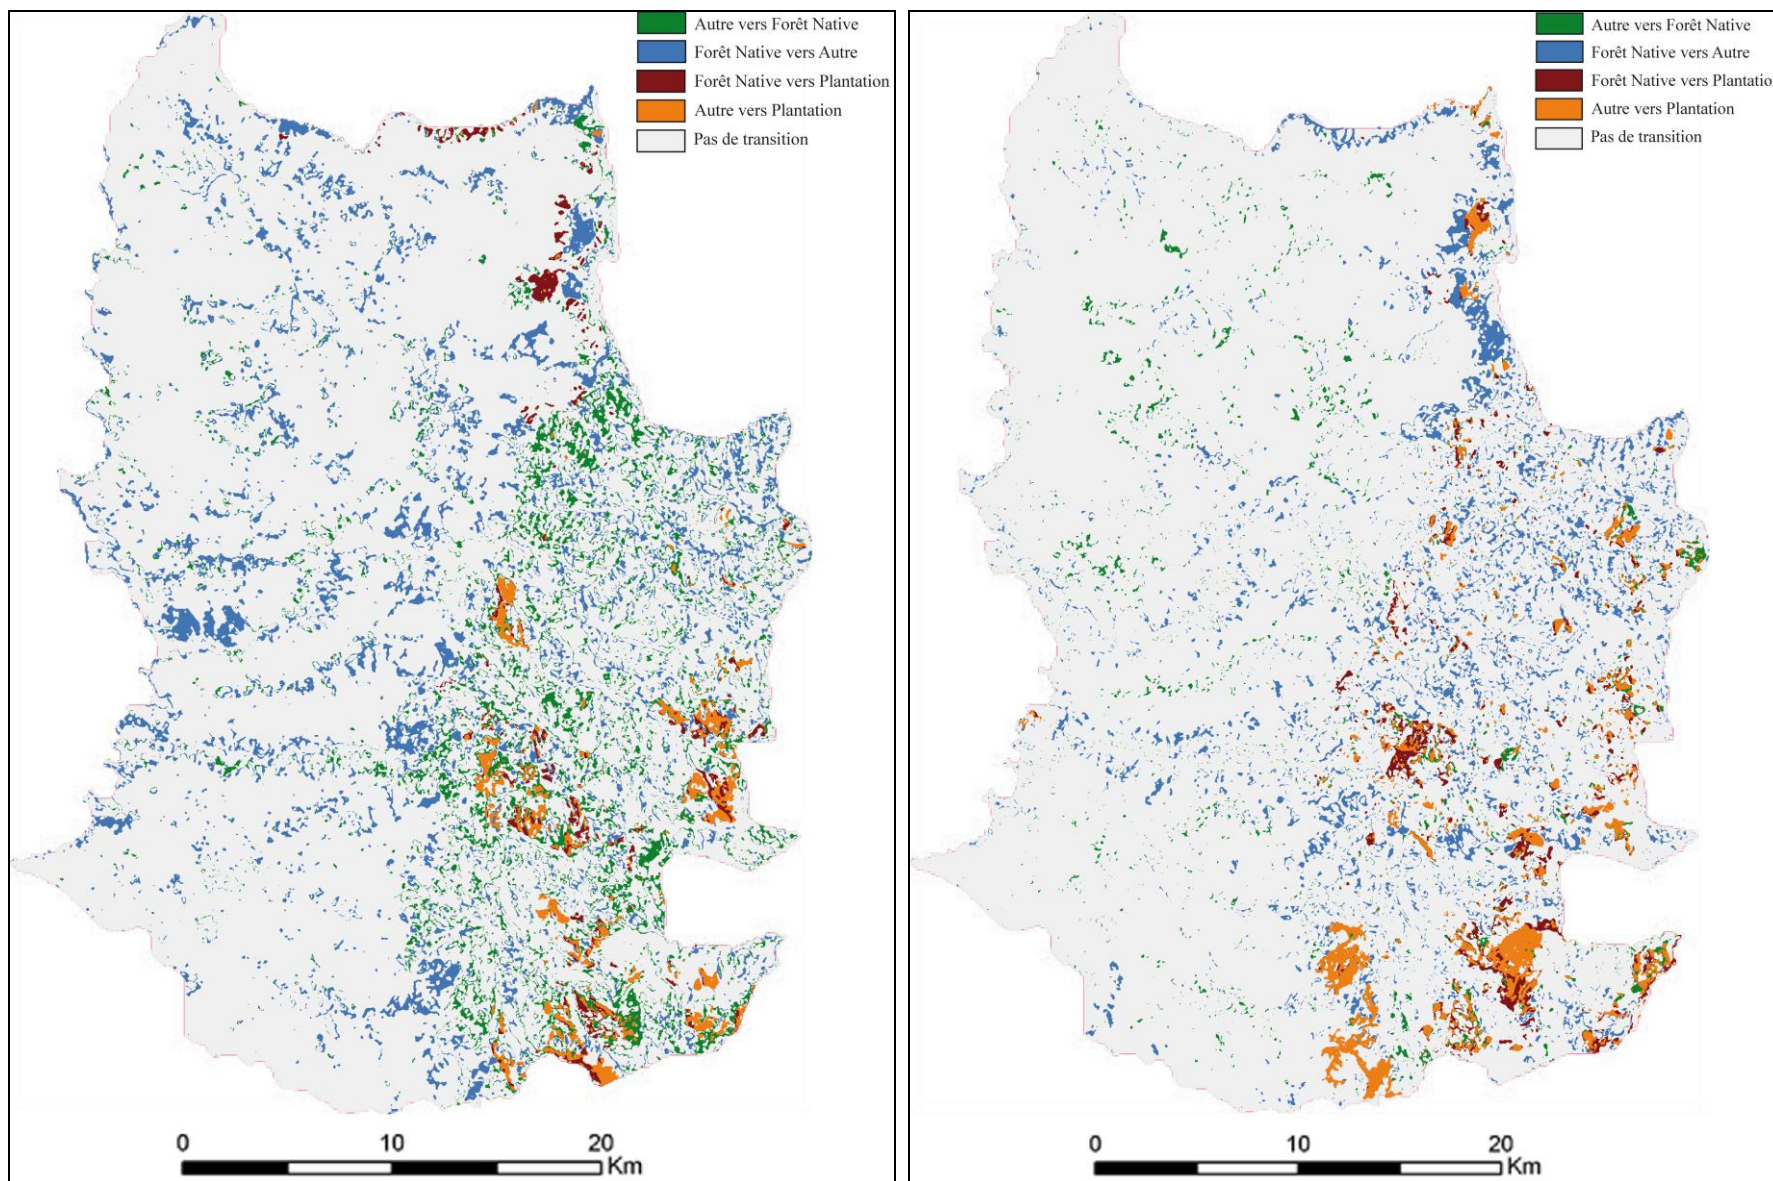 Autre vers Forêt Native
Forêt Native vers Autre
Forêt Native vers Plantation
Autre vers Plantation
Pas de transition
0 10 20
Km
Autre vers Forêt Native
Forêt Native vers Autre
Forêt Native vers Plantatio
Autre vers Plantation
Pas de transition
0 10 20
Km